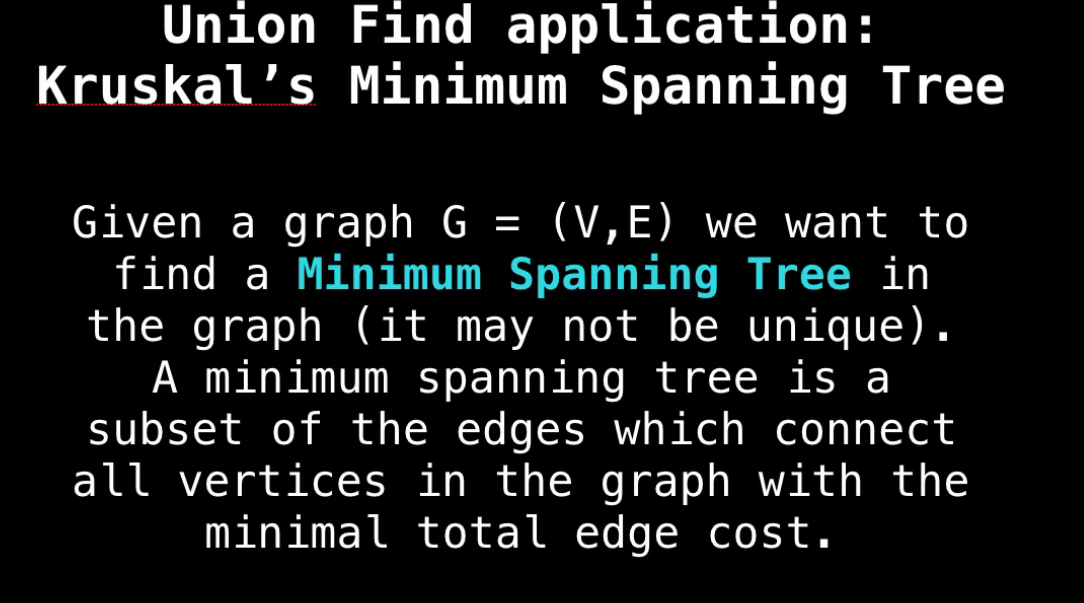 Union Find application:
Kruskal’s Minimum Spanning Tree
Given a graph G = (V,E) we want to
find a Minimum Spanning Tree in
the graph (it may not be unique).
A minimum spanning tree is a
subset of the edges which connect
all vertices in the graph with the
minimal total edge cost.